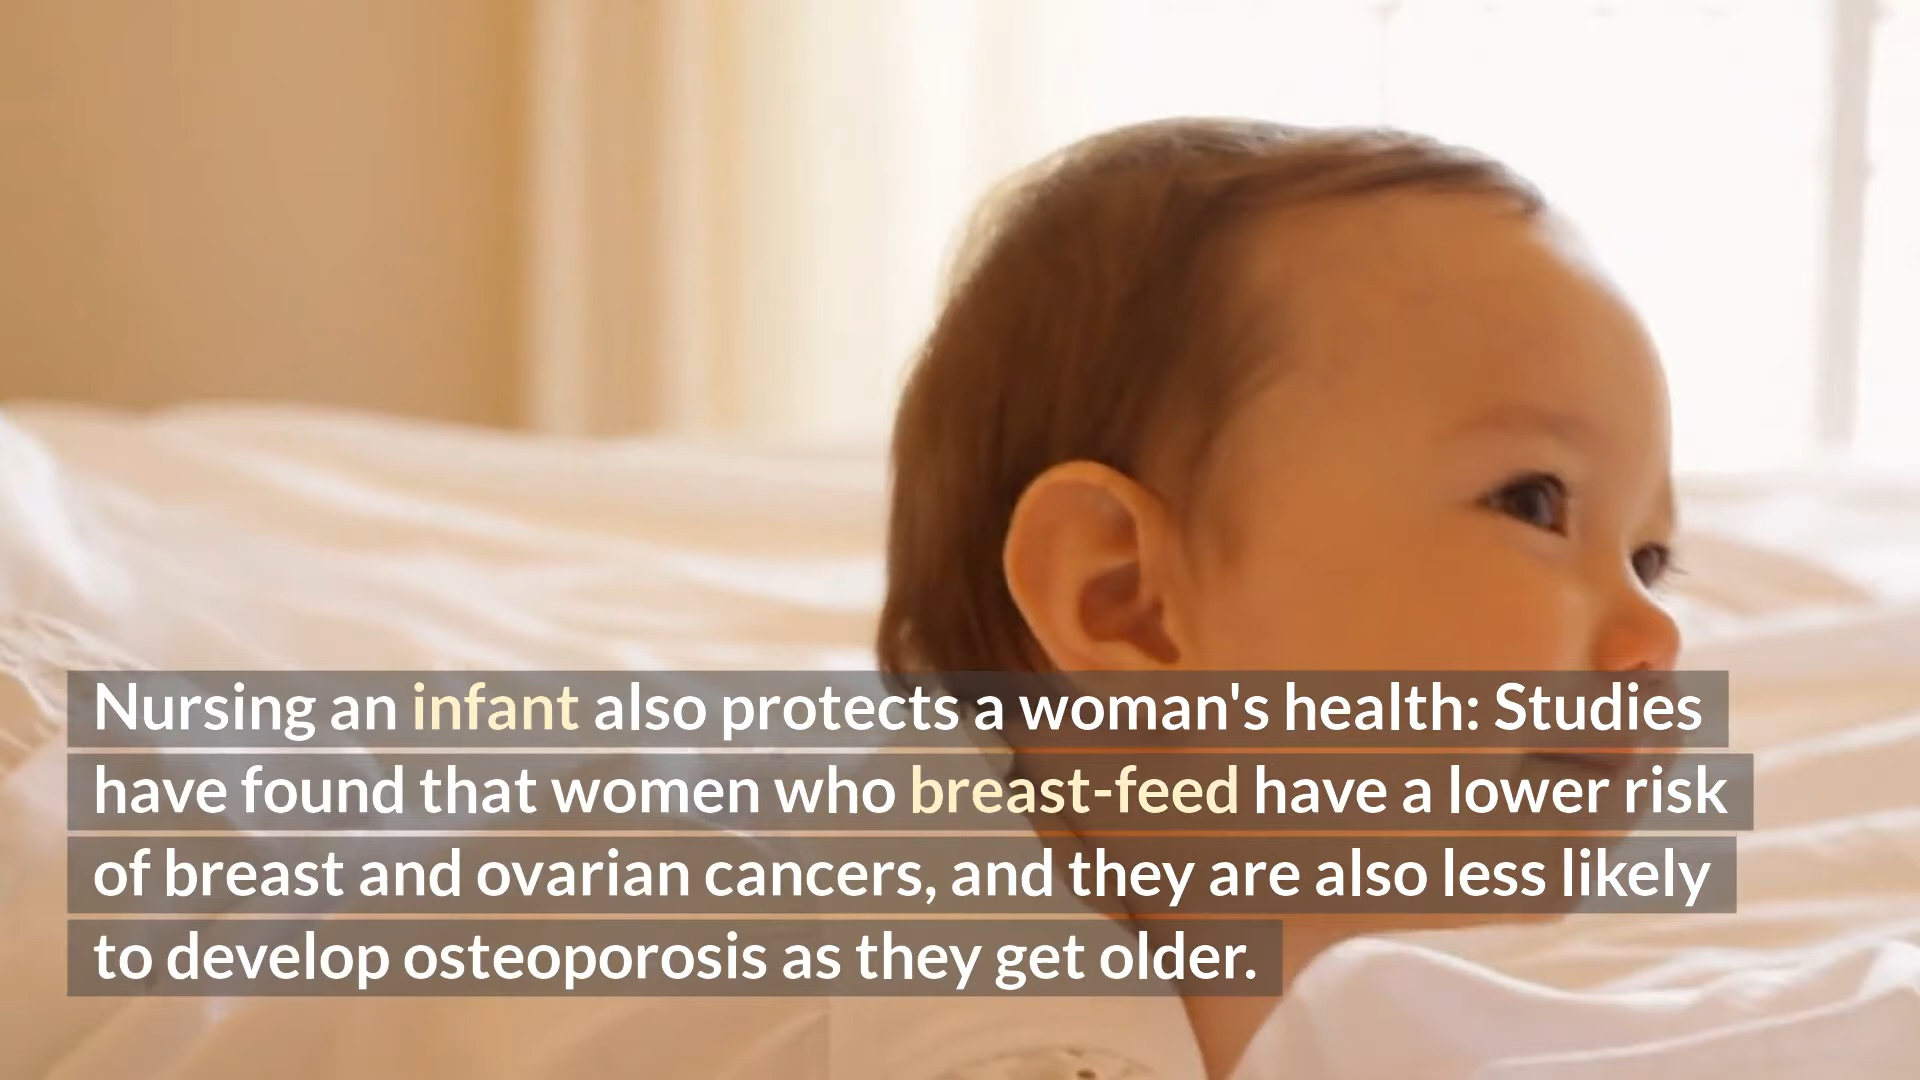 Nursing an infant also protects a woman's health: Studies
have found that women who breast-feed have a lower risk
of breast and ovarian cancers, and they are also less likely
to develop osteoporosis as they get older.